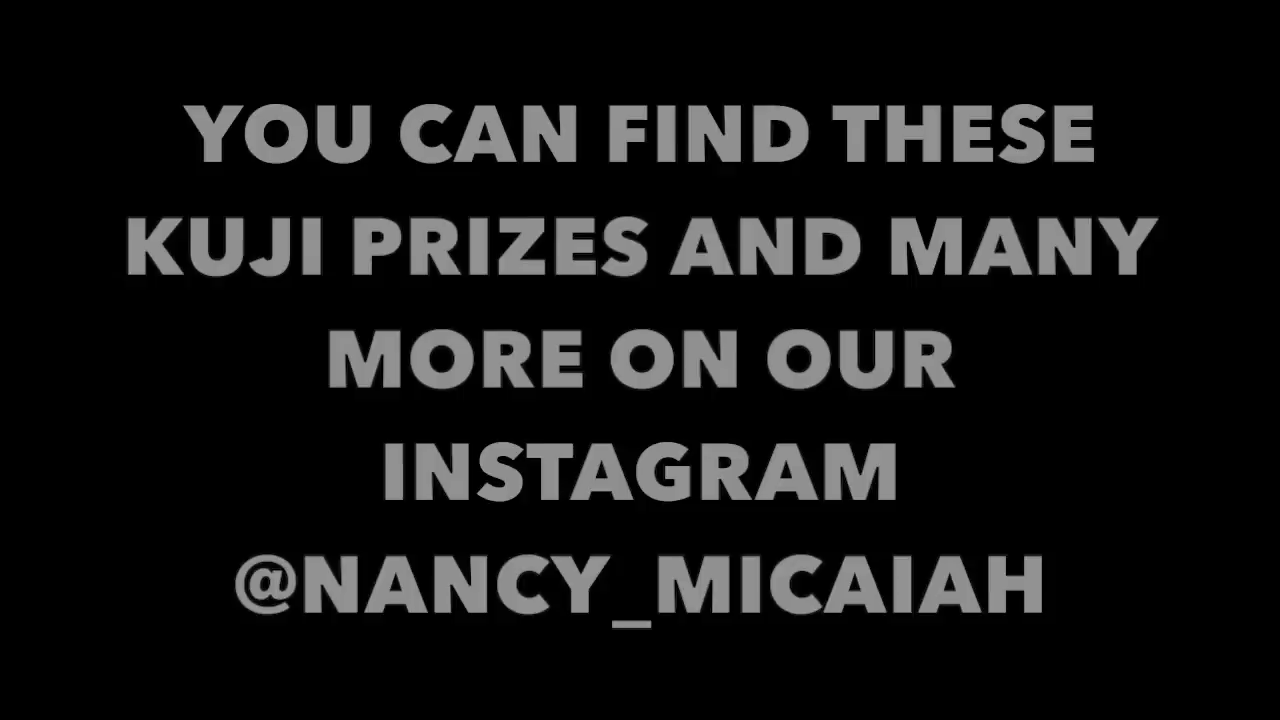 YOU CAN FIND THESE
KUJI PRIZES AND MANY
MORE ON OUR
INSTAGRAM
@NANCY_MICAIAH